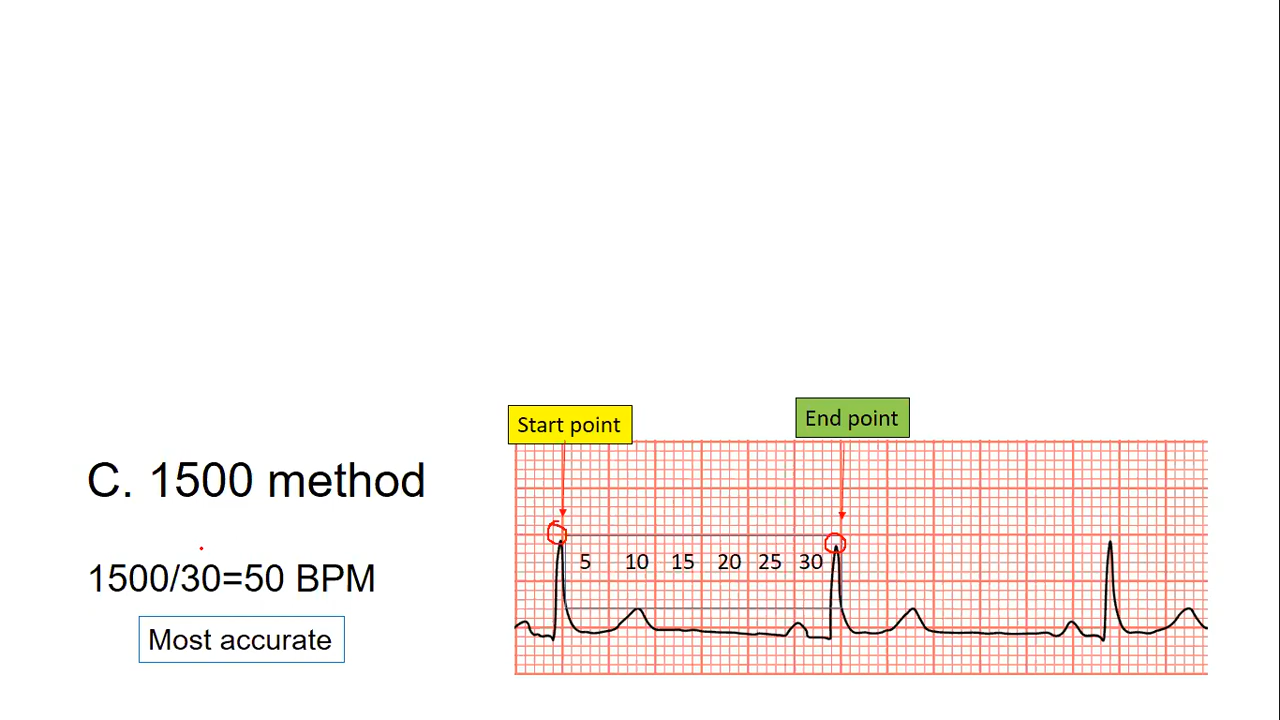 Start point
End point
C. 1500 method
5 10 15 20 25 30
1500/30=50 BPM
Most accurate